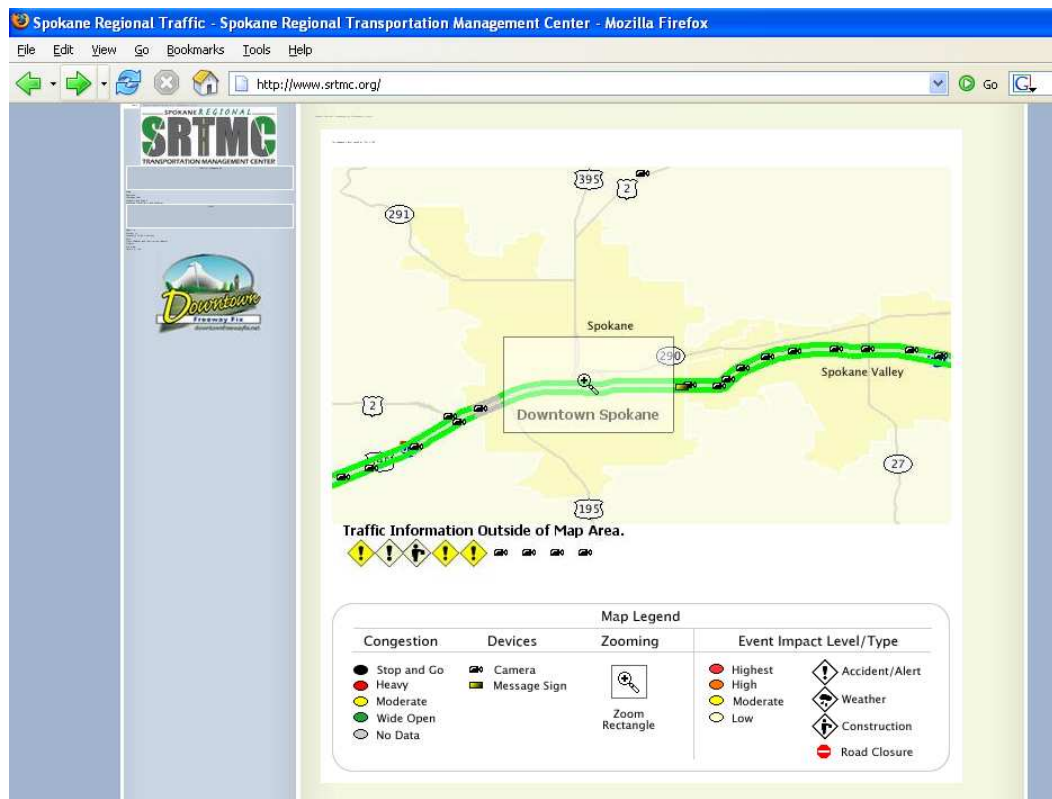 Spokane Regional Traffic - Spokane Regional Transportation Management Center - Mozilla Firefox
File Edit View Go Bookmarks Tools Help
http://www.srtmc.org/ Go G
SPOKANE REGIONAL
SRTMC
TRANSPORTATION MANAGEMENT CENTER
Downtown
Freeway Fix
downtownfreewayfix.net
395
2
291
Spokane
290
Spokane Valley
2
Downtown Spokane
27
195
Traffic Information Outside of Map Area.
Map Legend
Congestion Devices Zooming Event Impact Level/Type
Stop and Go Camera Highest Accident/Alert
Heavy Message Sign High
Moderate Moderate Weather
Wide Open Zoom Low
Rectangle Construction
No Data
Road Closure